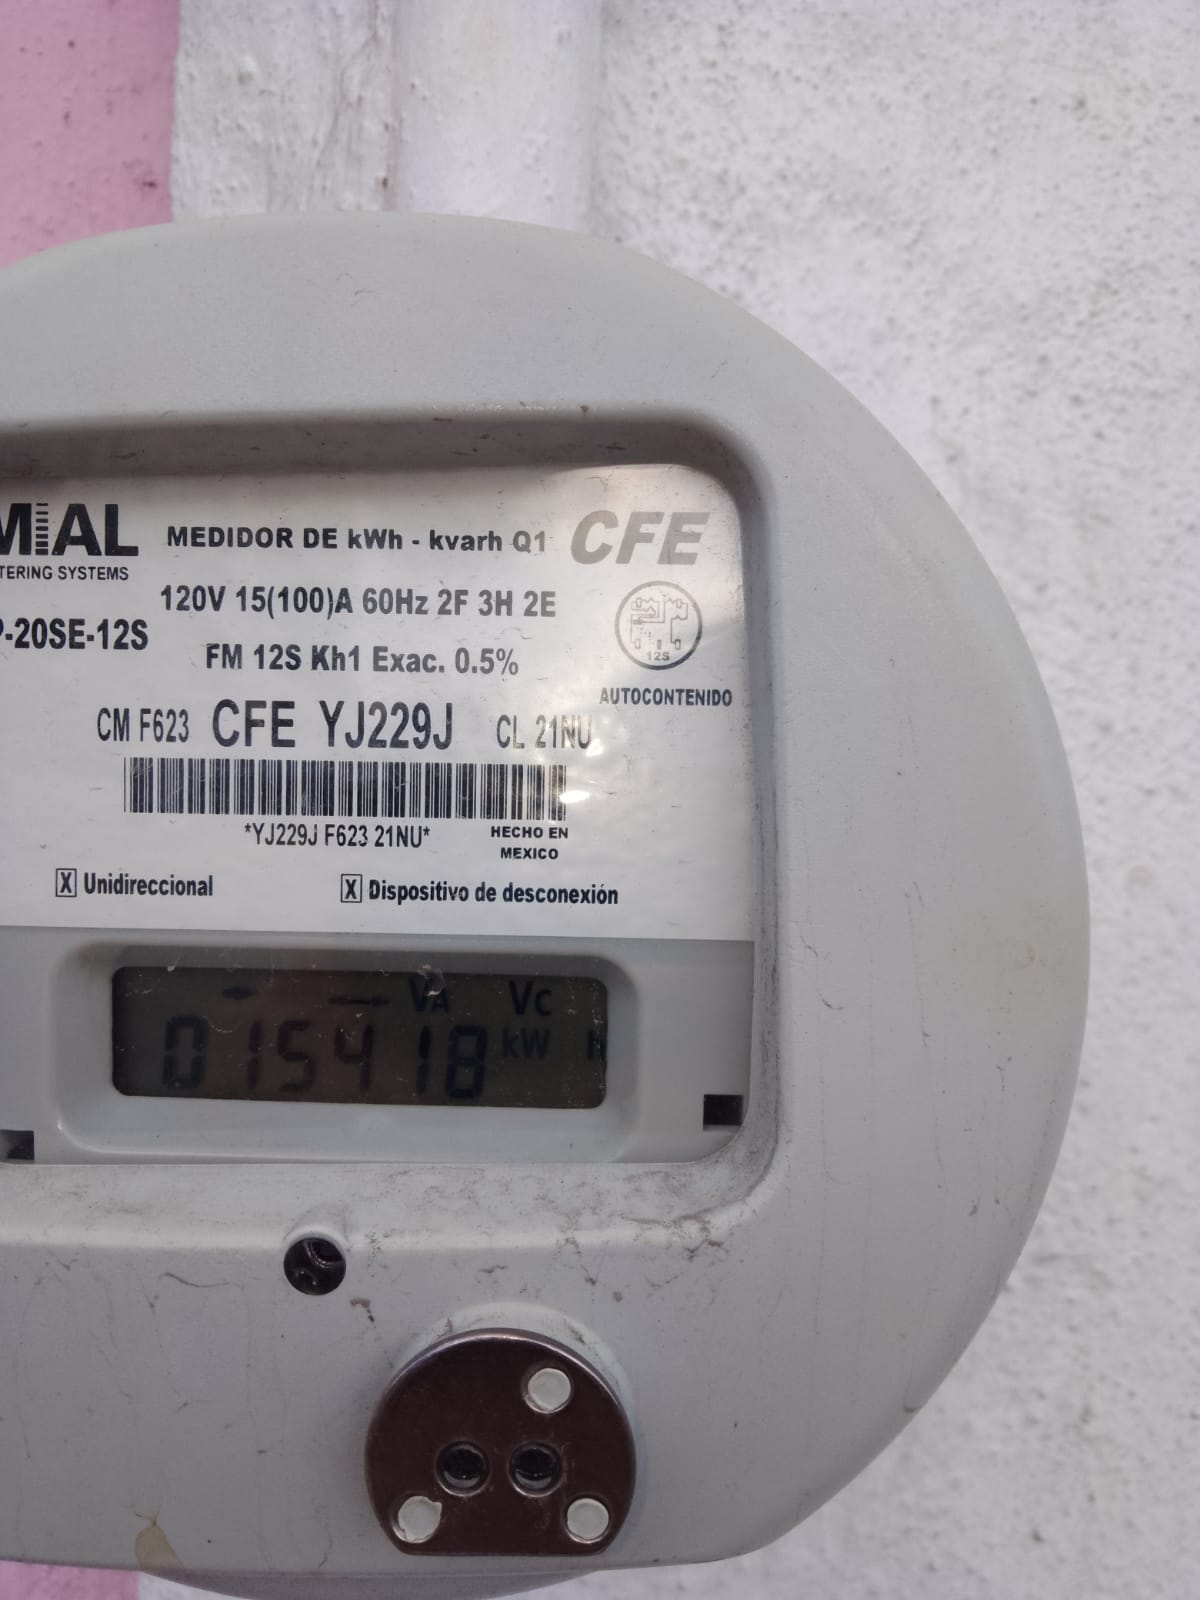 MIAL
TERING SYSTEMS
MEDIDOR DE kWh - kvarh Q1
CFE
120V 15(100)A 60Hz 2F 3H 2E
P-20SE-12S
FM 12S Kh1 Exac. 0.5%
12S
AUTOCONTENIDO
CM F623 CFE YJ229J CL 21NU
*YJ229J F623 21NU*
HECHO EN
MEXICO
X Unidireccional
X Dispositivo de desconexión
VA VC
015418 kW h